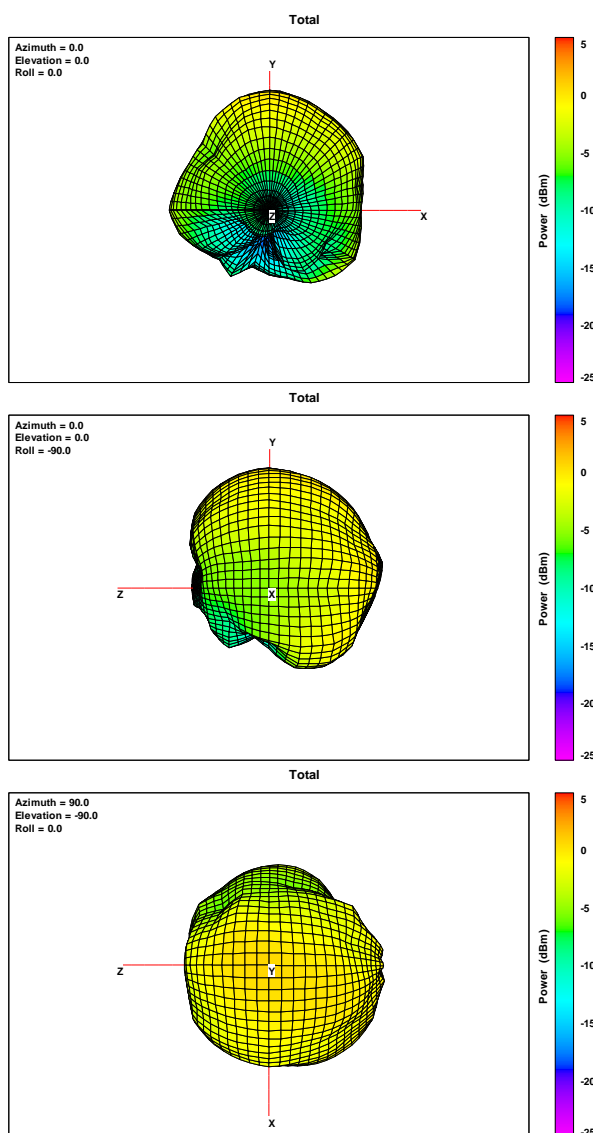 Total
Azimuth = 0.0
Elevation = 0.0
Roll = 0.0
Y
Z
X
Power (dBm)
5
0
-5
-10
-15
-20
-25
Total
Azimuth = 0.0
Elevation = 0.0
Roll = -90.0
Y
Z
X
Power (dBm)
5
0
-5
-10
-15
-20
-25
Total
Azimuth = 90.0
Elevation = -90.0
Roll = 0.0
Z
Y
X
Power (dBm)
5
0
-5
-10
-15
-20
-25